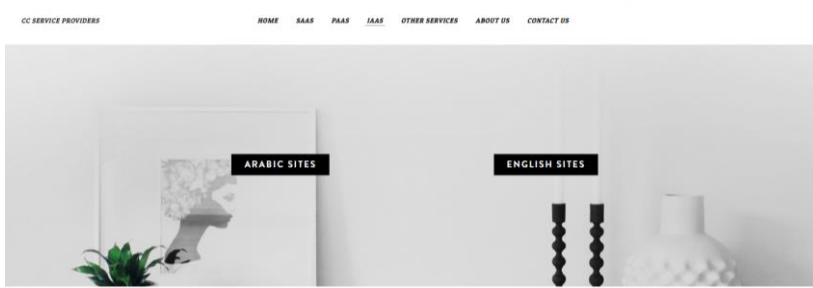 CC SERVICE PROVIDERS
HOME SAAS PAAS IAAS OTHER SERVICES ABOUT US CONTACT US
ARABIC SITES ENGLISH SITES